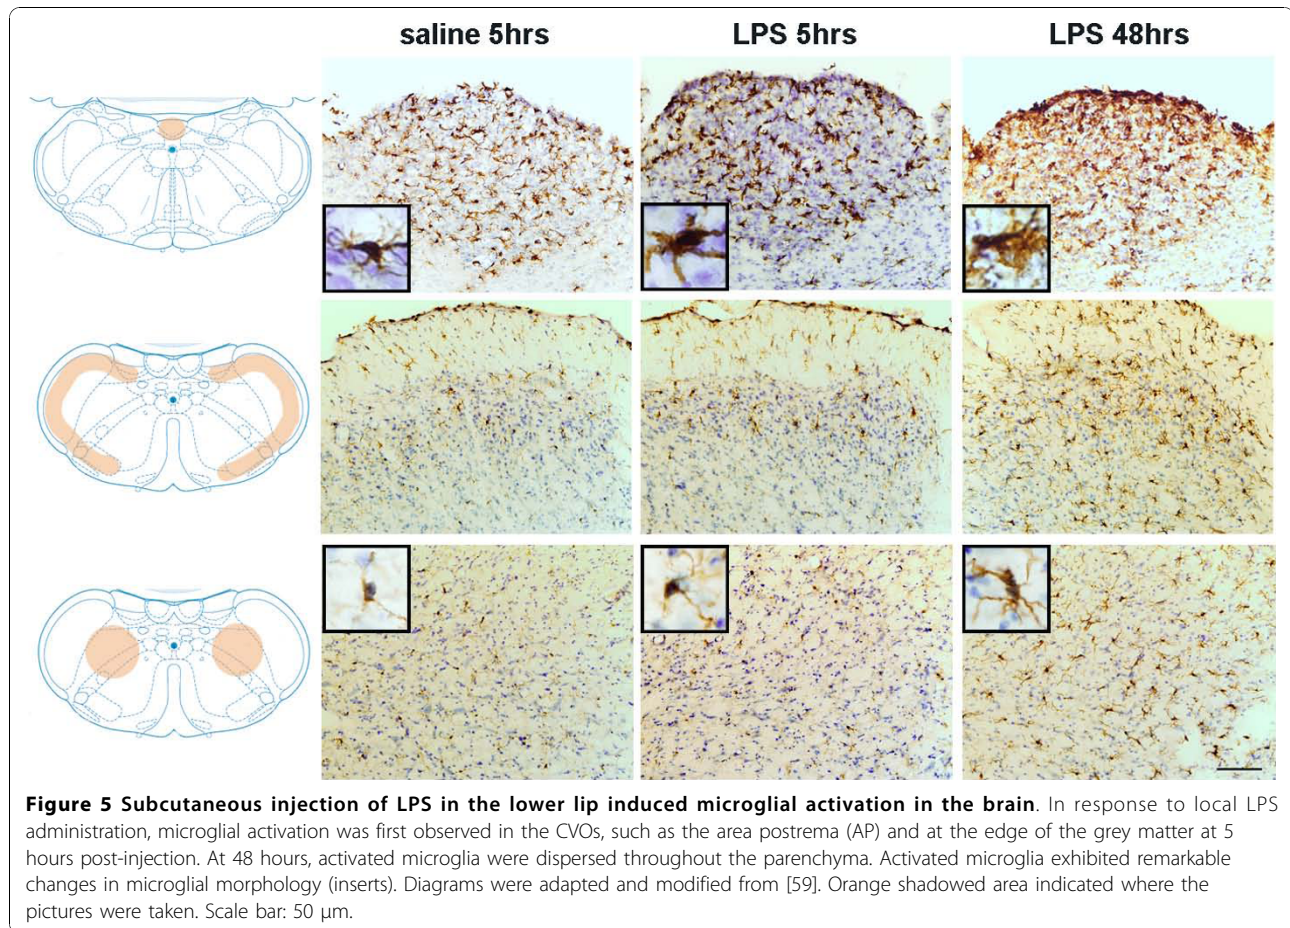 saline 5hrs LPS 5hrs LPS 48hrs
Figure 5 Subcutaneous injection of LPS in the lower lip induced microglial activation in the brain. In response to local LPS
administration, microglial activation was first observed in the CVOs, such as the area postrema (AP) and at the edge of the grey matter at 5
hours post-injection. At 48 hours, activated microglia were dispersed throughout the parenchyma. Activated microglia exhibited remarkable
changes in microglial morphology (inserts). Diagrams were adapted and modified from [59]. Orange shadowed area indicated where the
pictures were taken. Scale bar: 50 μm.